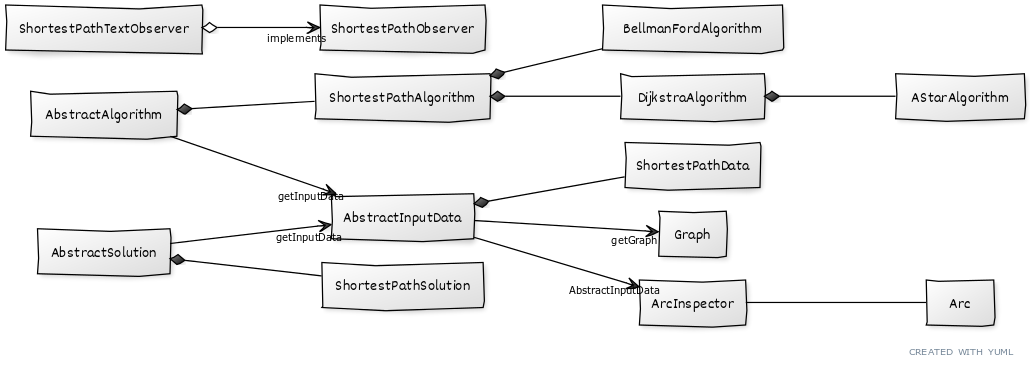 ShortestPathTextObserver
implements
ShortestPathObserver
BellmanFordAlgorithm
AbstractAlgorithm
ShortestPathAlgorithm
DijkstraAlgorithm
AStarAlgorithm
ShortestPathData
getInputData
AbstractInputData
getInputData
getGraph
Graph
AbstractSolution
ShortestPathSolution
AbstractInputData
ArcInspector
Arc
CREATED WITH YUML